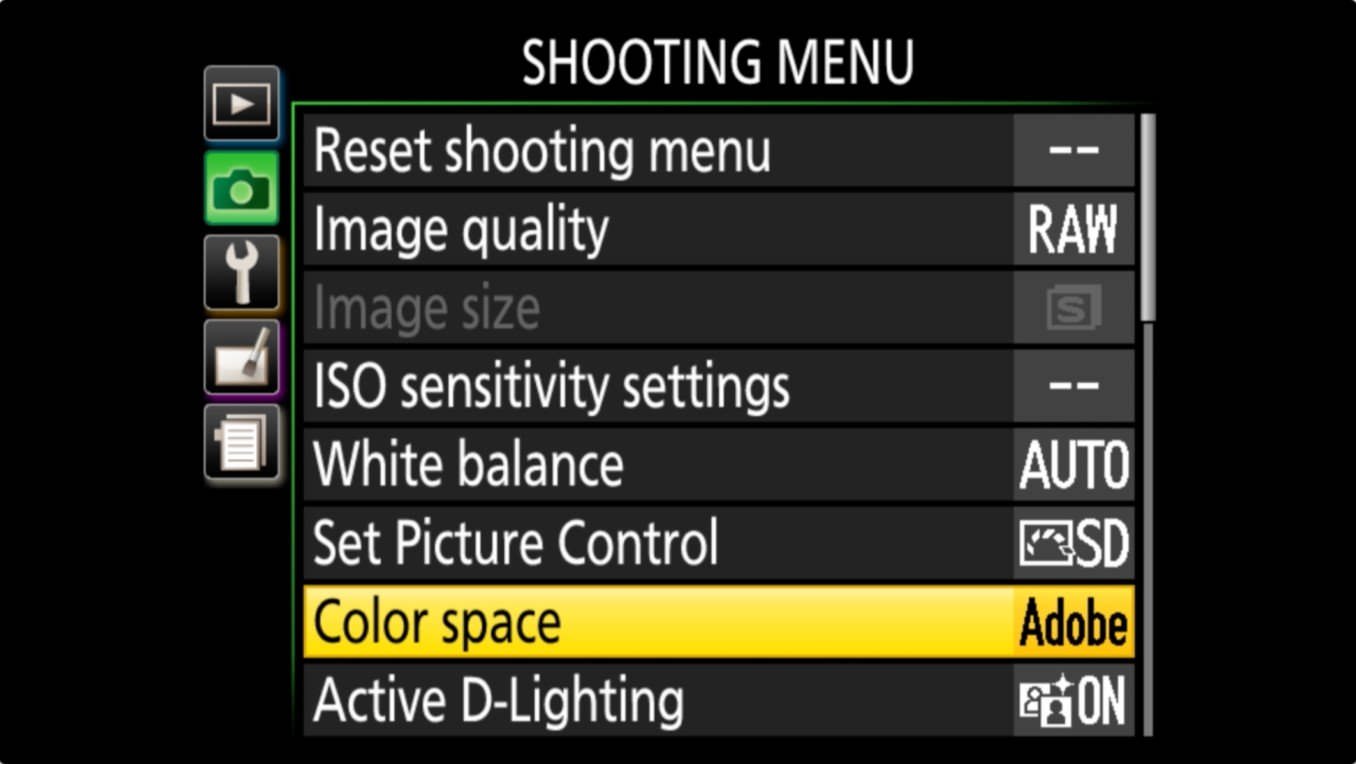 SHOOTING MENU
Reset shooting menu --
Image quality RAW
Image size S
ISO sensitivity settings --
White balance AUTO
Set Picture Control SD
Color space Adobe
Active D-Lighting ON